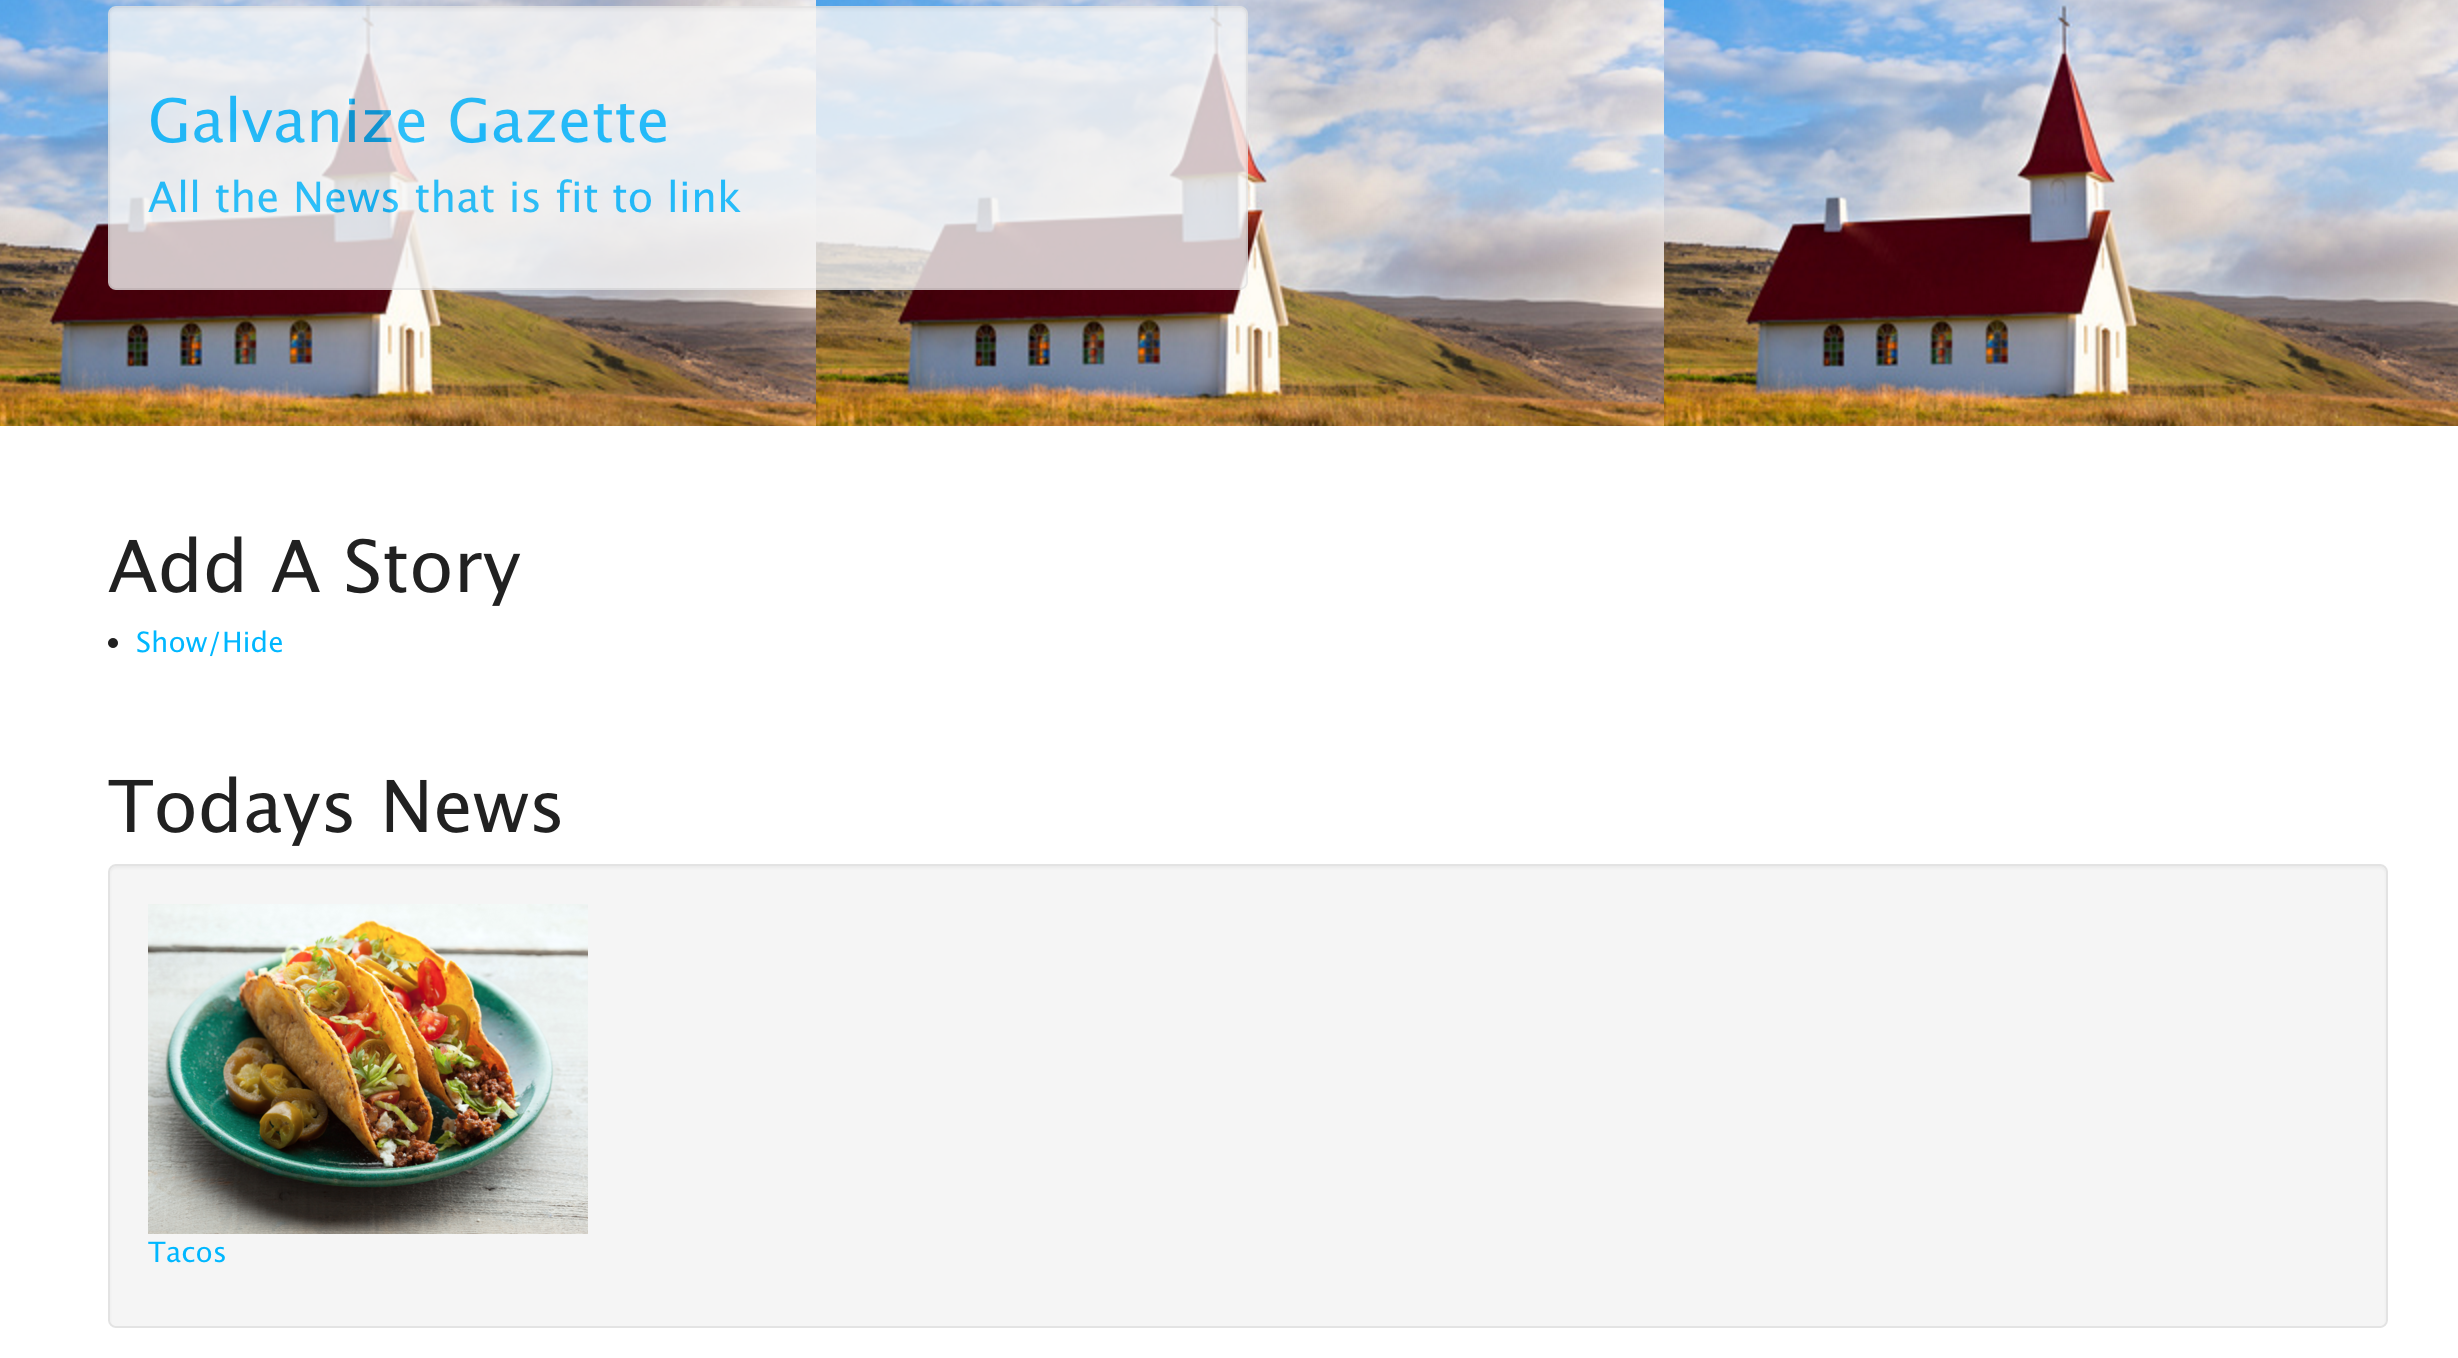 Galvanize Gazette
All the News that is fit to link
Add A Story
Show/Hide
Todays News
Tacos